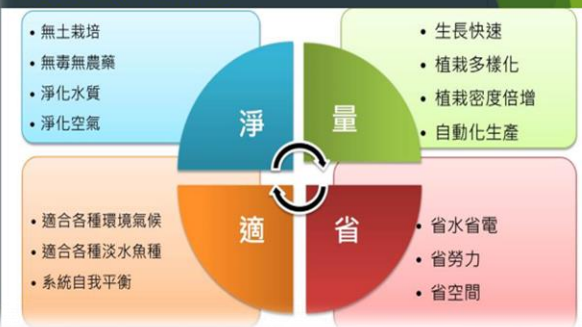 • 無土栽培
• 無毒無農藥
• 淨化水質
• 淨化空氣
淨
量
• 生長快速
• 植栽多樣化
• 植栽密度倍增
• 自動化生產
• 適合各種環境氣候
• 適合各種淡水魚種
• 系統自我平衡
適
省
• 省水省電
• 省勞力
• 省空間